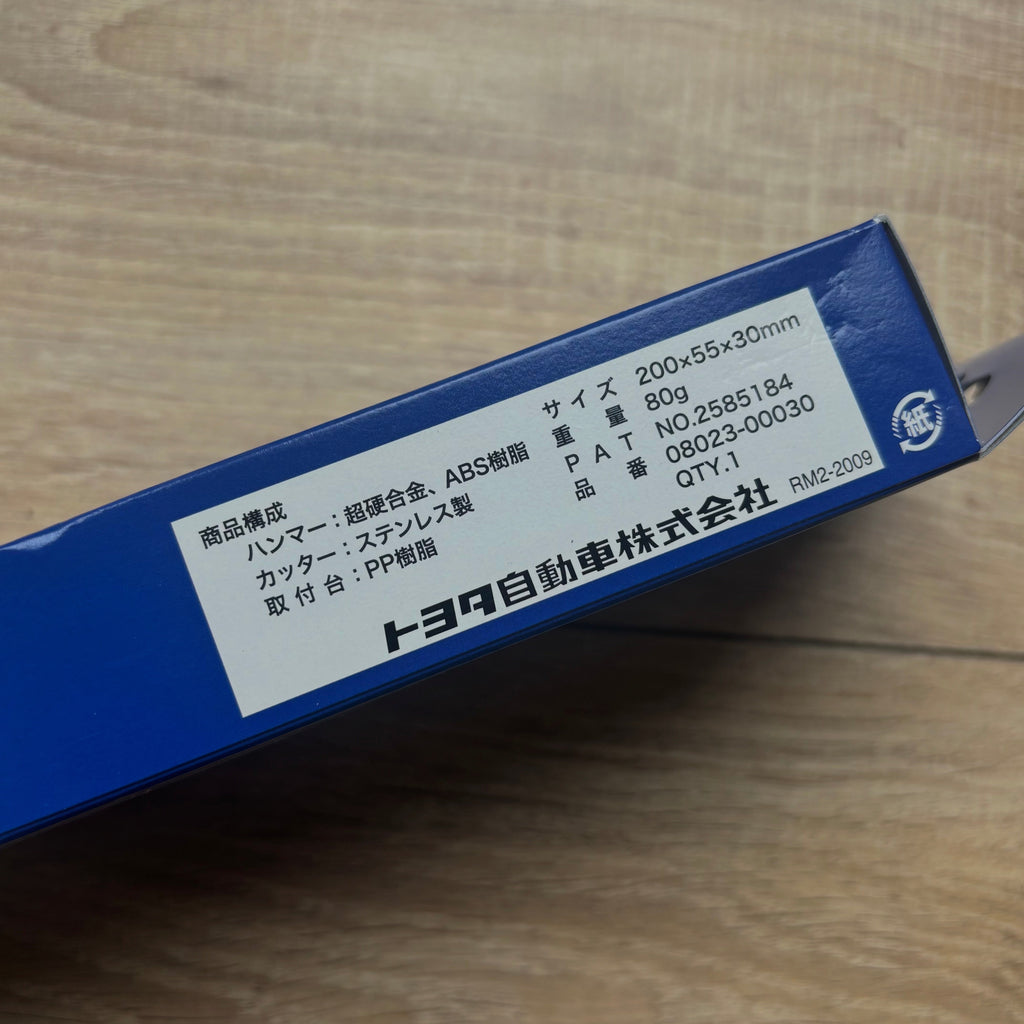 商品構成
ハンマー：超硬合金、ABS樹脂
カッター：ステンレス製
取付台：PP樹脂
サイズ 200×55×30mm
重量 80g
PAT NO.2585184
品番 08023-00030
QTY.1
トヨタ自動車株式会社
RM2-2009
紙